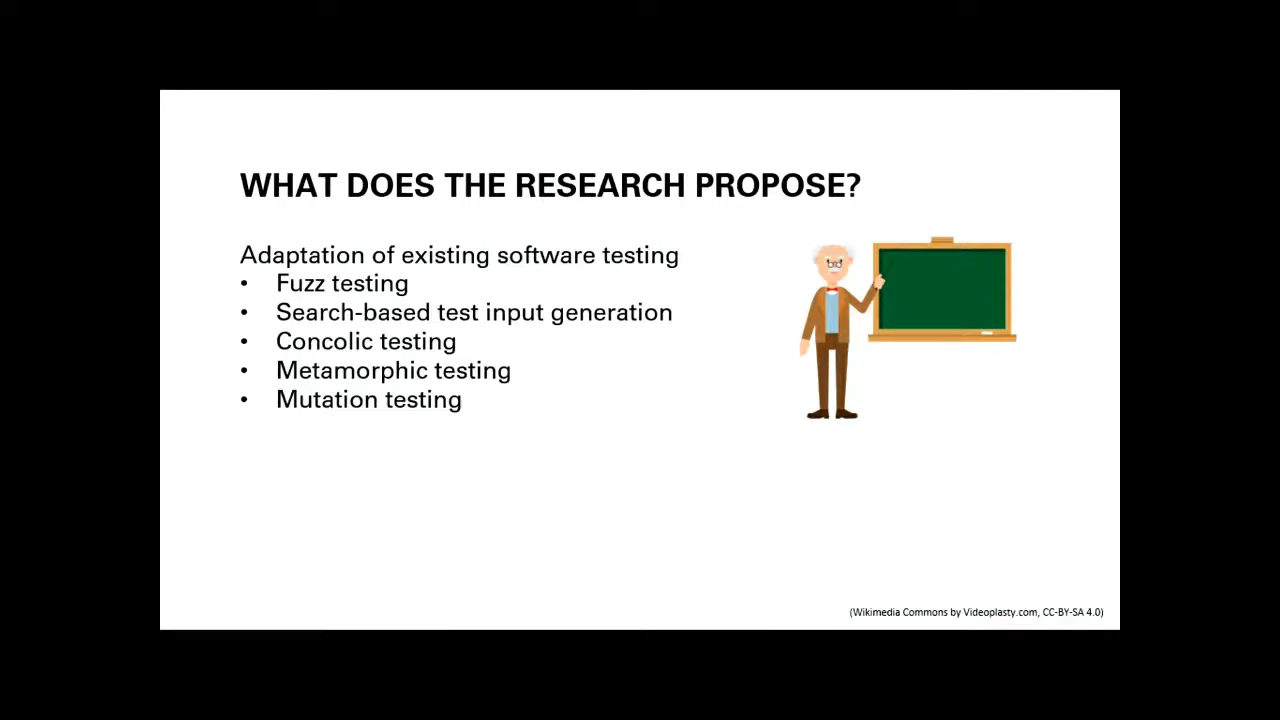 WHAT DOES THE RESEARCH PROPOSE?
Adaptation of existing software testing
• Fuzz testing
• Search-based test input generation
• Concolic testing
• Metamorphic testing
• Mutation testing
(Wikimedia Commons by Videoplasty.com, CC-BY-SA 4.0)